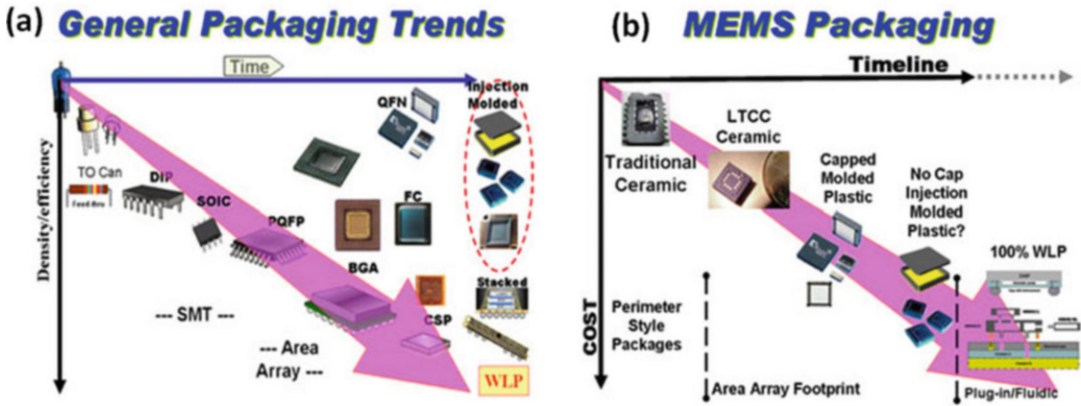 (a) General Packaging Trends
Time
Density/efficiency
TO Can
Feed thru
DIP
SOIC
PQFP
BGA
CSP
QFN
FC
Injection
Molded
Stacked
WLP
--- SMT ---
--- Area
Array ---
(b) MEMS Packaging
Timeline
COST
Traditional
Ceramic
LTCC
Ceramic
Capped
Molded
Plastic
No Cap
Injection
Molded
Plastic?
100% WLP
Perimeter
Style
Packages
Area Array Footprint
Plug-in/Fluidic